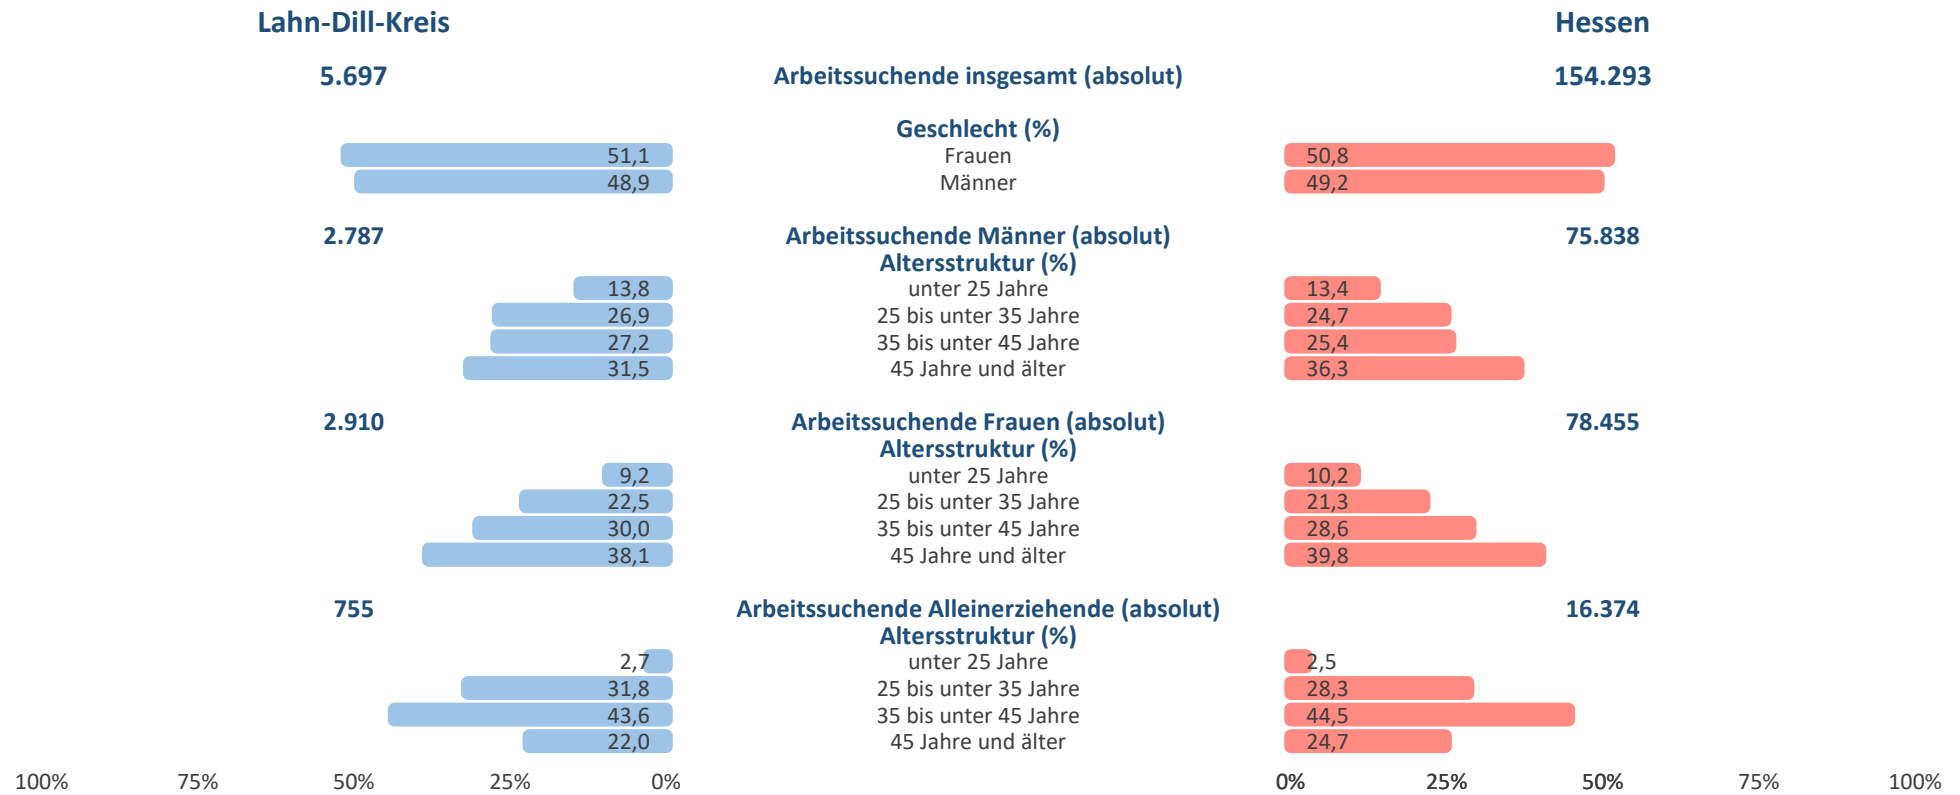 Lahn-Dill-Kreis Hessen
5.697 Arbeitssuchende insgesamt (absolut) 154.293
Geschlecht (%)
51,1 Frauen 50,8
48,9 Männer 49,2
2.787 Arbeitssuchende Männer (absolut) 75.838
Altersstruktur (%)
13,8 unter 25 Jahre 13,4
26,9 25 bis unter 35 Jahre 24,7
27,2 35 bis unter 45 Jahre 25,4
31,5 45 Jahre und älter 36,3
2.910 Arbeitssuchende Frauen (absolut) 78.455
Altersstruktur (%)
9,2 unter 25 Jahre 10,2
22,5 25 bis unter 35 Jahre 21,3
30,0 35 bis unter 45 Jahre 28,6
38,1 45 Jahre und älter 39,8
755 Arbeitssuchende Alleinerziehende (absolut) 16.374
Altersstruktur (%)
2,7 unter 25 Jahre 2,5
31,8 25 bis unter 35 Jahre 28,3
43,6 35 bis unter 45 Jahre 44,5
22,0 45 Jahre und älter 24,7
100% 75% 50% 25% 0% 0% 25% 50% 75% 100%